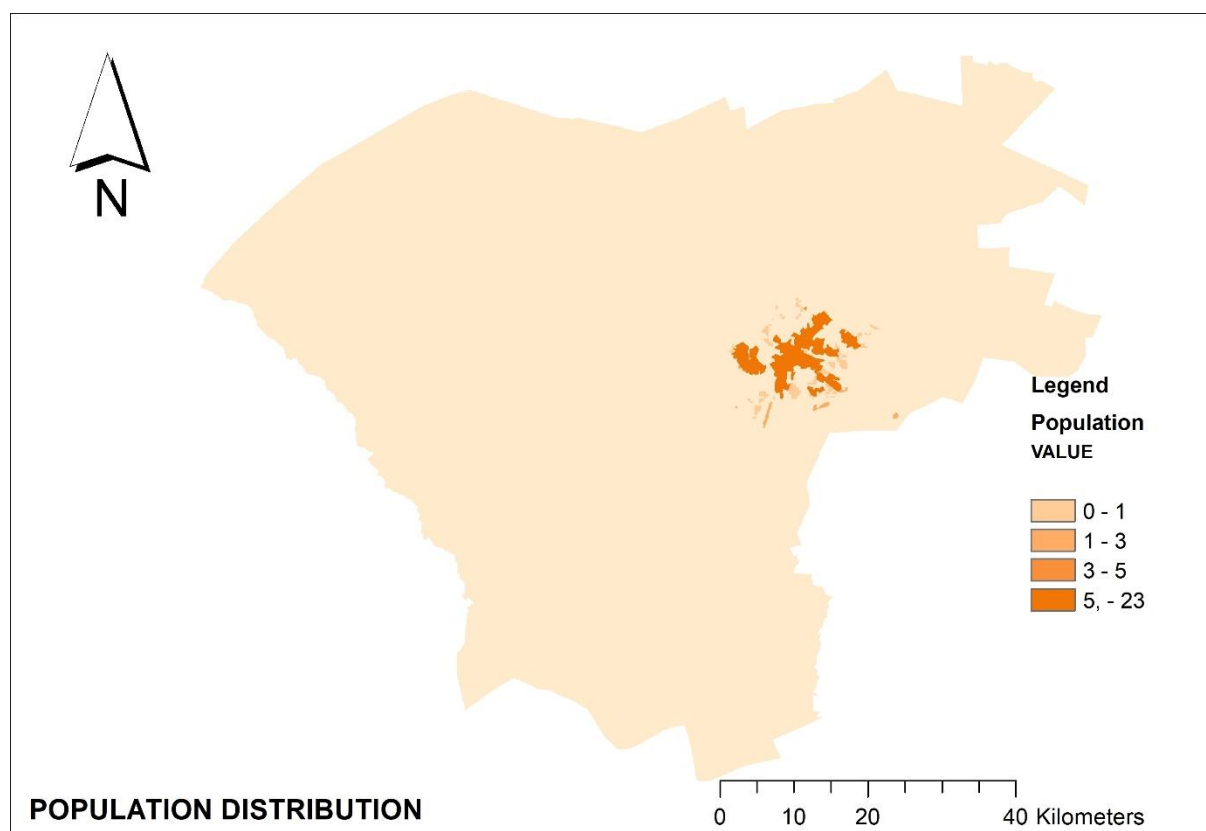 N
Legend
Population
VALUE
0 - 1
1 - 3
3 - 5
5, - 23
POPULATION DISTRIBUTION
0 10 20 40 Kilometers